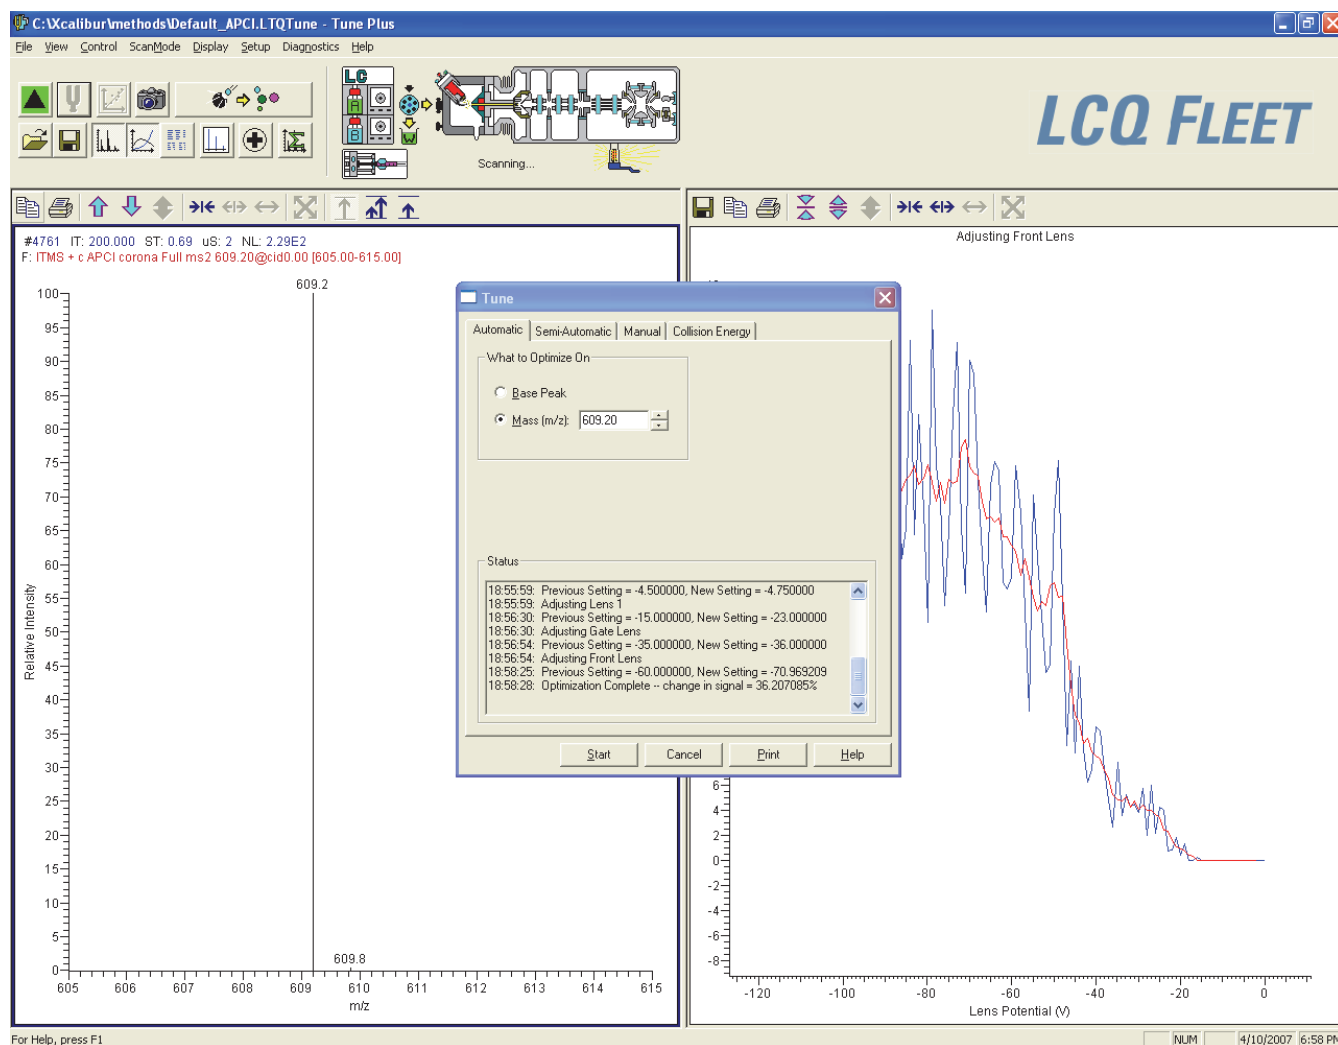 C:\Xcalibur\methods\Default_APCI.LTQTune - Tune Plus
File View Control ScanMode Display Setup Diagnostics Help
LC
A
B
W
Scanning...
LCQ FLEET
#4761 IT: 200.000 ST: 0.69 uS: 2 NL: 2.29E2
F: ITMS + c APCI corona Full ms2 609.20@cid0.00 [605.00-615.00]
609.2
100
95
90
85
80
75
70
65
60
55
50
45
40
35
30
25
20
15
10
5
0
Relative Intensity
609.8
605 606 607 608 609 610 611 612 613 614 615
m/z
Tune
Automatic Semi-Automatic Manual Collision Energy
What to Optimize On
Base Peak
Mass (m/z): 609.20
Status
18:55:59: Previous Setting = -4.500000, New Setting = -4.750000
18:55:59: Adjusting Lens 1
18:56:30: Previous Setting = -15.000000, New Setting = -23.000000
18:56:30: Adjusting Gate Lens
18:56:54: Previous Setting = -35.000000, New Setting = -36.000000
18:56:54: Adjusting Front Lens
18:58:25: Previous Setting = -60.000000, New Setting = -70.969209
18:58:28: Optimization Complete -- change in signal = 36.207085%
Start Cancel Print Help
Adjusting Front Lens
6
4
2
0
-2
-4
-6
-8
-120 -100 -80 -60 -40 -20 0
Lens Potential (V)
For Help, press F1
NUM 4/10/2007 6:58 PM